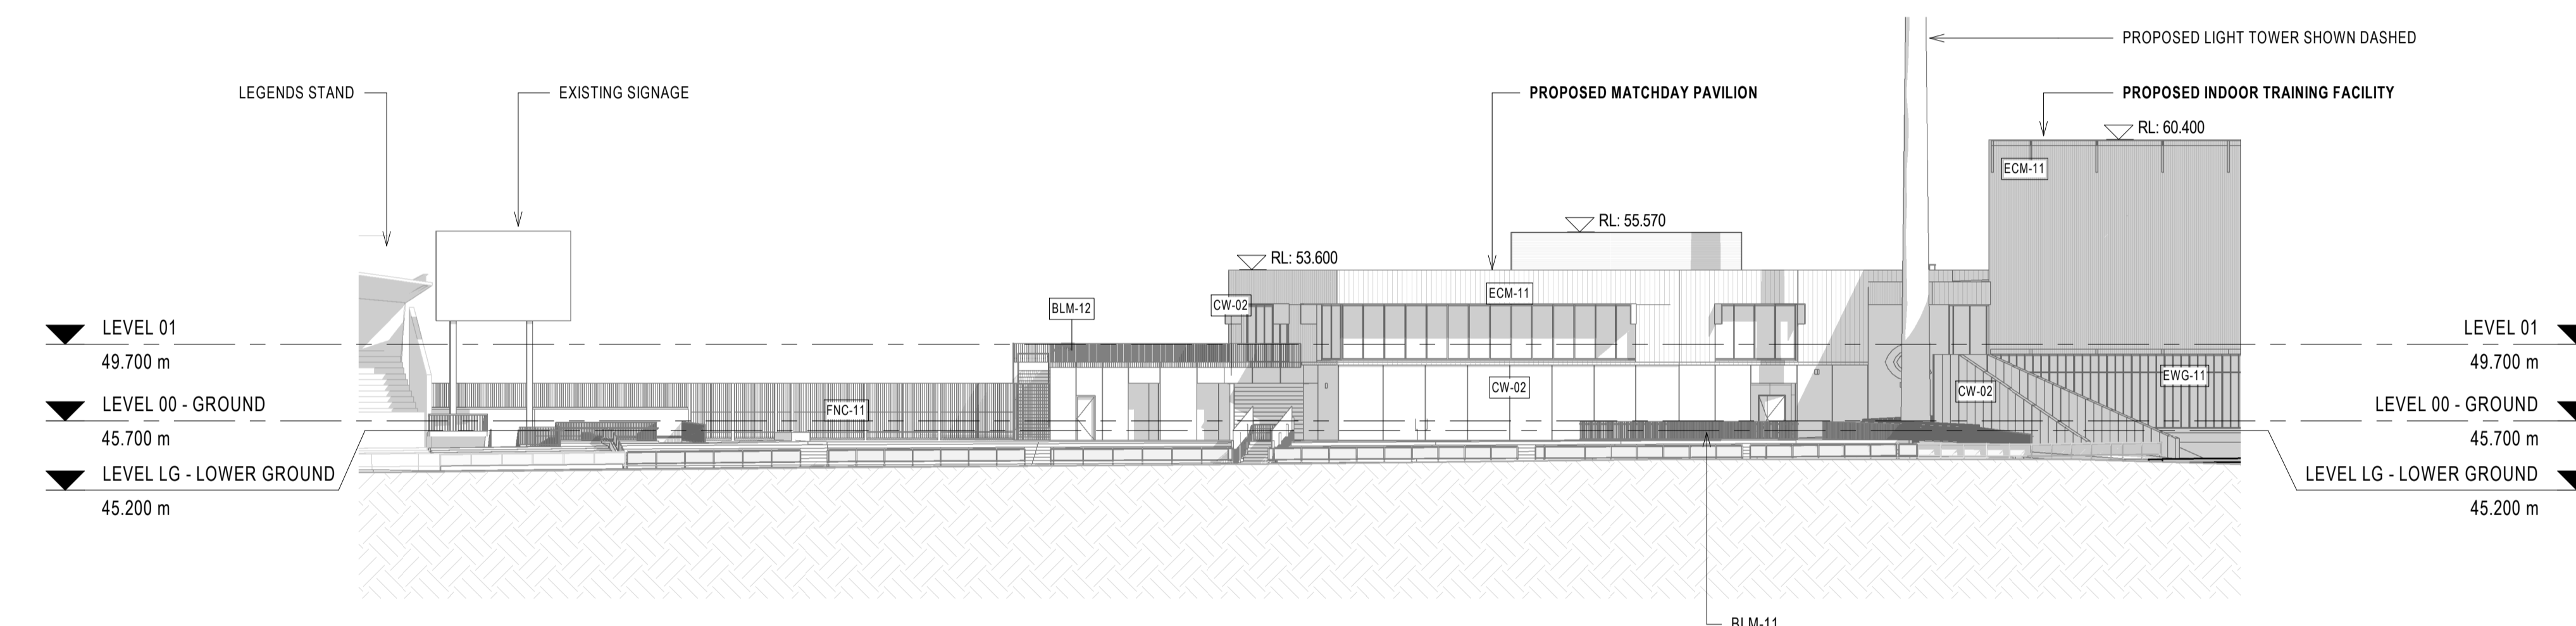 PROPOSED LIGHT TOWER SHOWN DASHED
LEGENDS STAND
EXISTING SIGNAGE
PROPOSED MATCHDAY PAVILION
PROPOSED INDOOR TRAINING FACILITY
RL: 60.400
ECM-11
RL: 55.570
RL: 53.600
ECM-11
BLM-12
CW-02
LEVEL 01
49.700 m
LEVEL 01
49.700 m
EWG-11
CW-02
CW-02
LEVEL 00 - GROUND
45.700 m
FNC-11
LEVEL 00 - GROUND
45.700 m
LEVEL LG - LOWER GROUND
45.200 m
LEVEL LG - LOWER GROUND
45.200 m
BLM-11